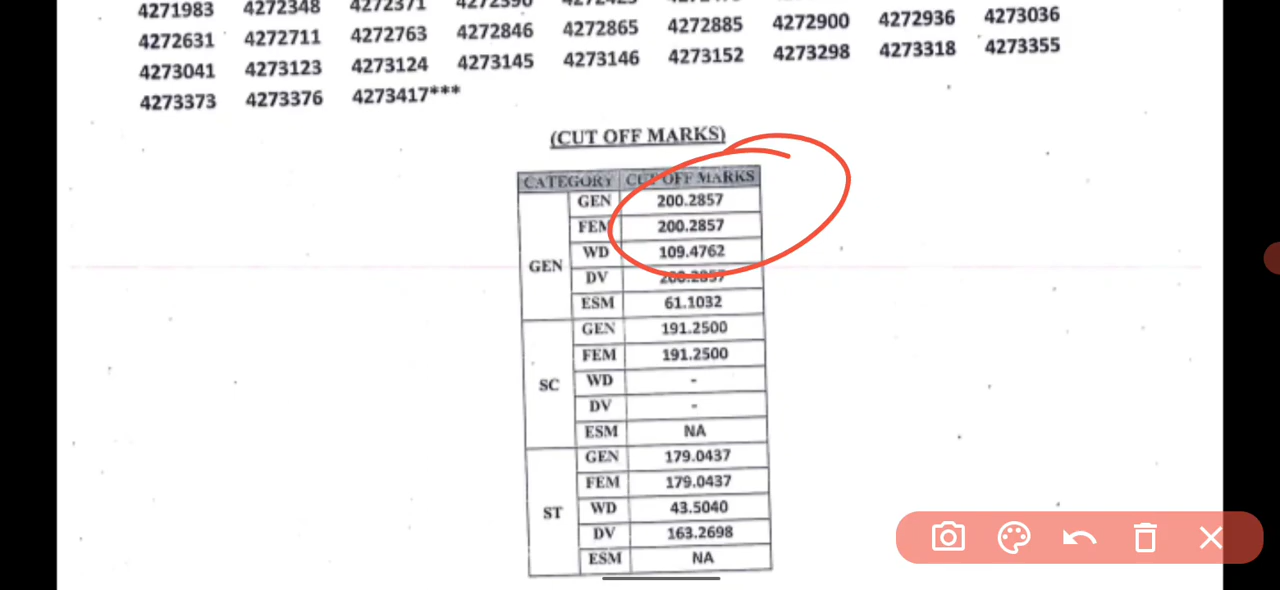 4271983 4272348 4272371
4272631 4272711 4272763 4272846 4272865 4272885 4272900 4272936 4273036
4273041 4273123 4273124 4273145 4273146 4273152 4273298 4273318 4273355
4273373 4273376 4273417***
(CUT OFF MARKS)
CATEGORY CUT OFF MARKS
GEN GEN 200.2857
FEM 200.2857
WD 109.4762
DV 200.2857
ESM 61.1032
SC GEN 191.2500
FEM 191.2500
WD -
DV -
ESM NA
ST GEN 179.0437
FEM 179.0437
WD 43.5040
DV 163.2698
ESM NA